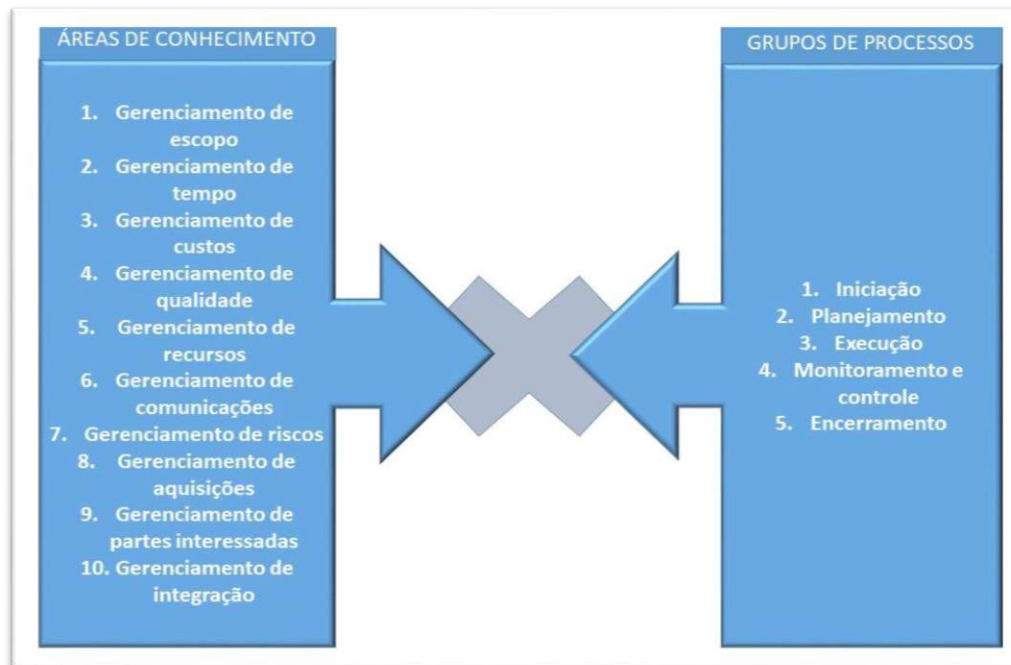 ÁREAS DE CONHECIMENTO
1. Gerenciamento de
escopo
2. Gerenciamento de
tempo
3. Gerenciamento de
custos
4. Gerenciamento de
qualidade
5. Gerenciamento de
recursos
6. Gerenciamento de
comunicações
7. Gerenciamento de riscos
8. Gerenciamento de
aquisições
9. Gerenciamento de
partes interessadas
10. Gerenciamento de
integração
GRUPOS DE PROCESSOS
1. Iniciação
2. Planejamento
3. Execução
4. Monitoramento e
controle
5. Encerramento